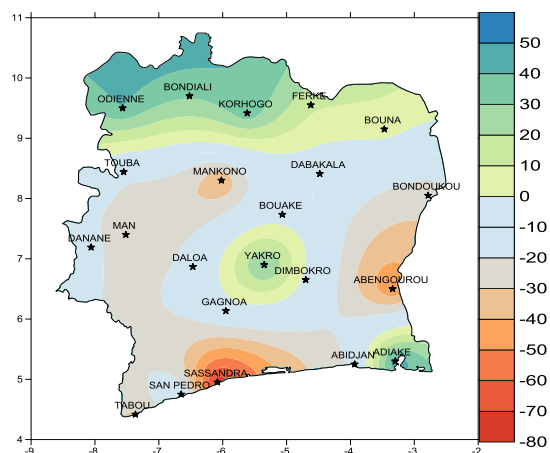 11
10
9
8
7
6
5
4
-9
-8
-7
-6
-5
-4
-3
-2
ODIENNE
BONDIALI
KORHOGO
FERKE
BOUNA
TOUBA
MANKONO
DABAKALA
BONDOUKOU
BOUAKE
MAN
DANANE
DALOA
YAKRO
DIMBOKRO
ABENGOUROU
GAGNOA
ABIDJAN
ADIAKE
SASSANDRA
SAN PEDRO
TABOU
50
40
30
20
10
0
-10
-20
-30
-40
-50
-60
-70
-80